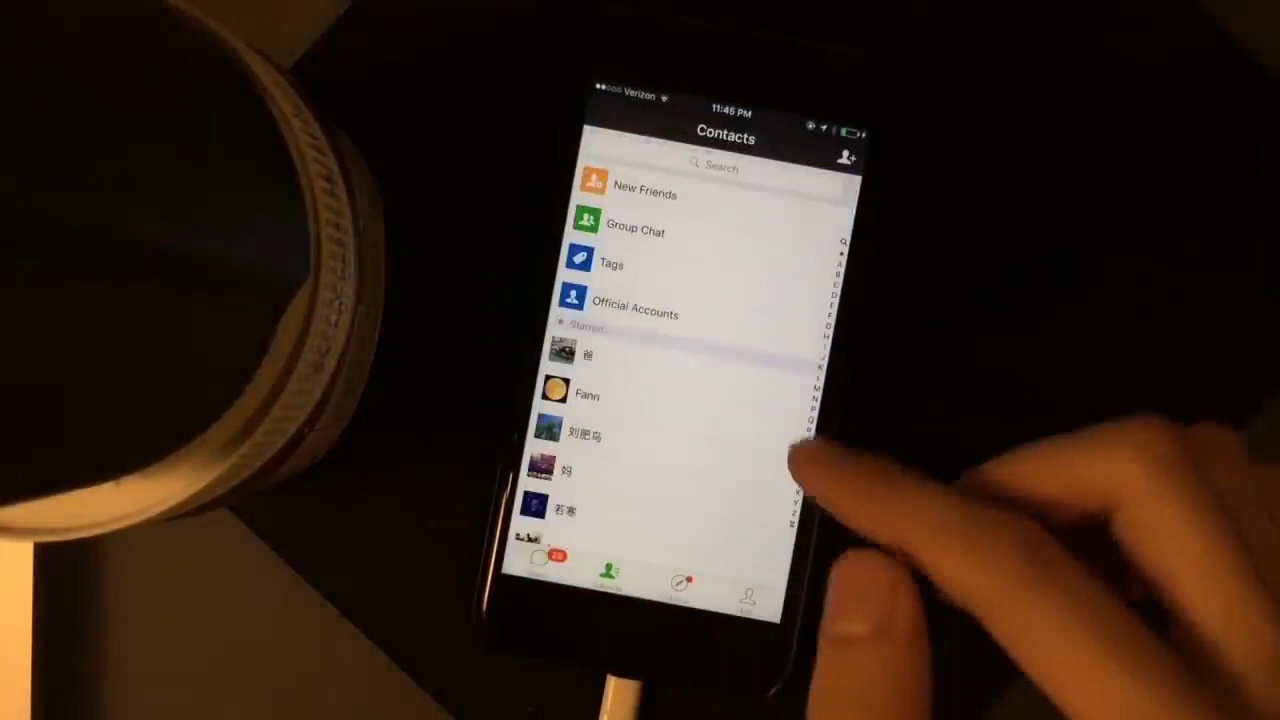 Verizon
11:45 PM
Contacts
Search
New Friends
Group Chat
Tags
Official Accounts
Starred
爸
Fann
刘肥鸟
妈
若寒
A
B
C
D
E
F
G
H
I
J
K
L
M
N
P
Q
R
X
Y
Z
#
28